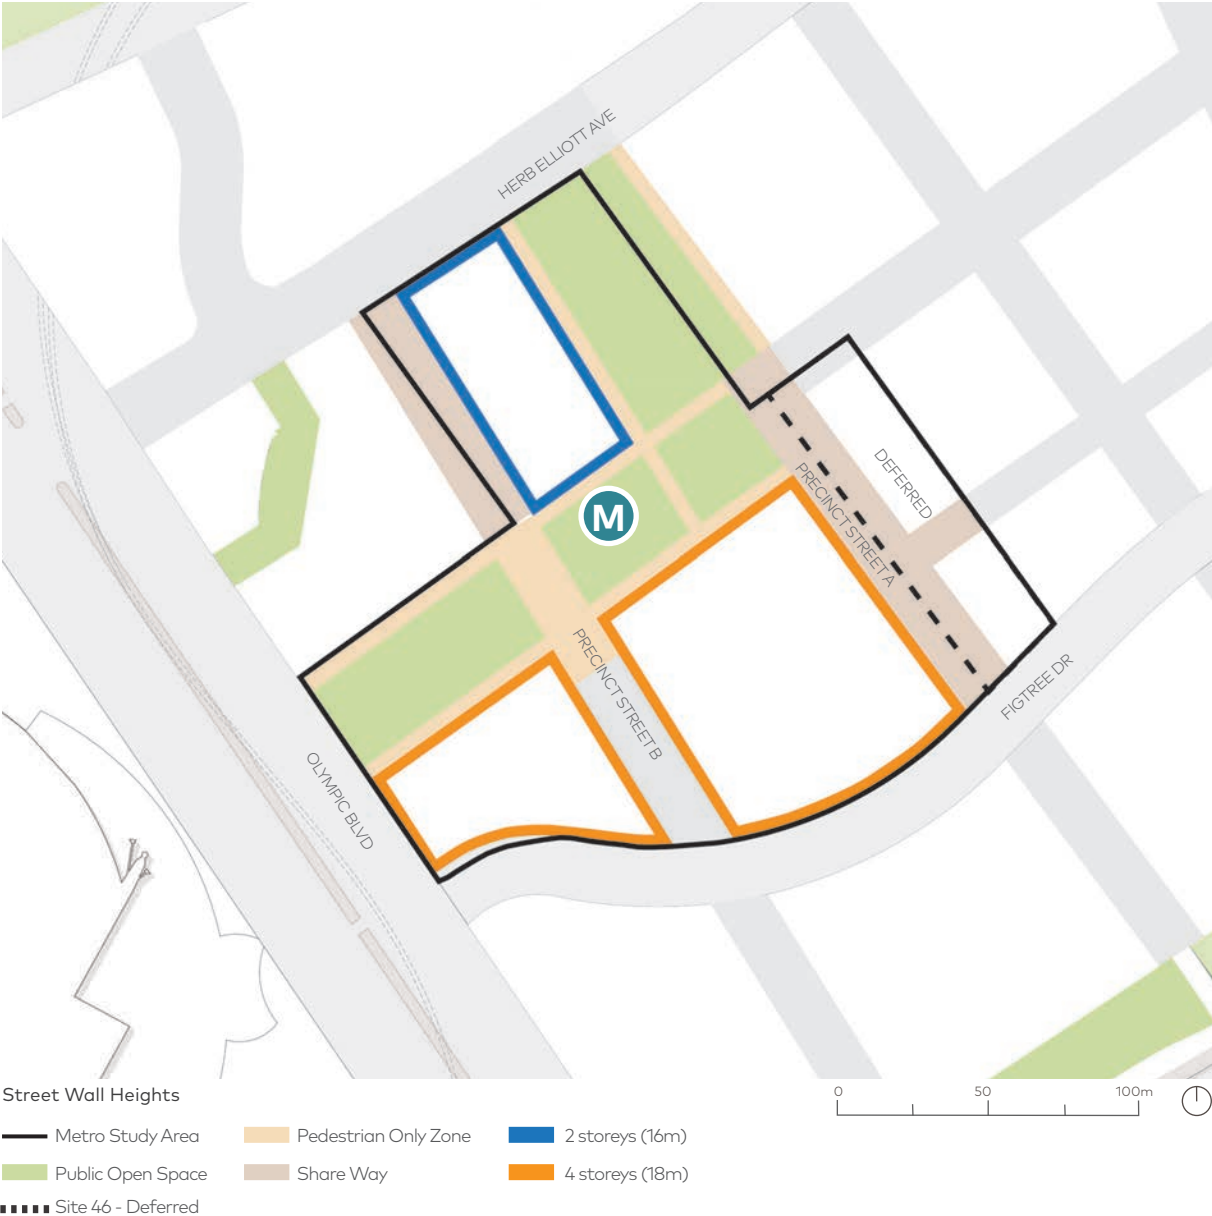 HERB ELLIOTT AVE
DEFERRED
PRECINCT STREET A
M
PRECINCT STREET B
FIGTREE DR
OLYMPIC BLVD
Street Wall Heights
Metro Study Area
Public Open Space
Site 46 - Deferred
Pedestrian Only Zone
Share Way
2 storeys (16m)
4 storeys (18m)
0 50 100m